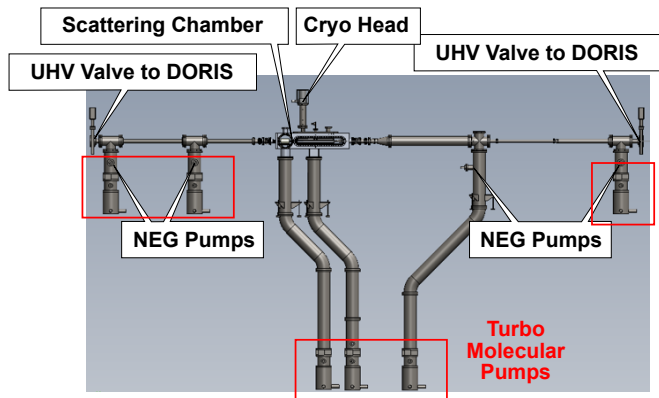 Scattering Chamber
Cryo Head
UHV Valve to DORIS
UHV Valve to DORIS
NEG Pumps
NEG Pumps
Turbo
Molecular
Pumps